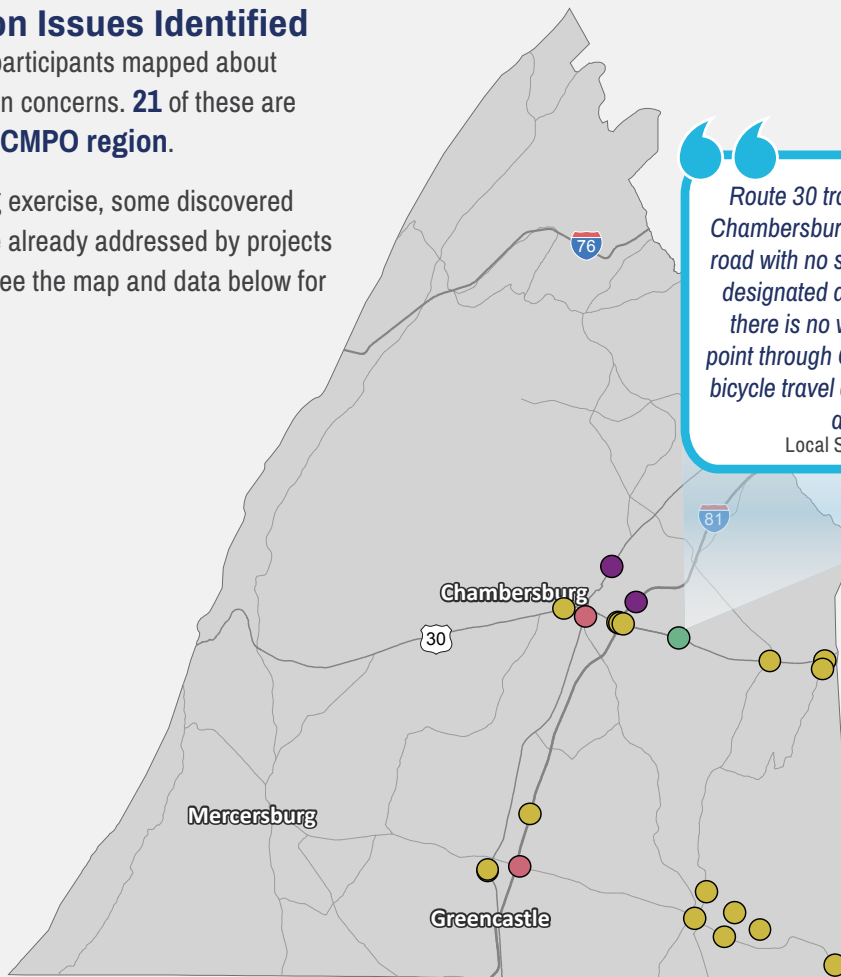 on Issues Identified
participants mapped about
n concerns. 21 of these are
CMPO region.
exercise, some discovered
already addressed by projects
ee the map and data below for
76
Route 30 tra
Chambersbur
road with no s
designated a
there is no v
point through
bicycle travel
a
Local S
81
Chambersburg
30
Mercersburg
Greencastle